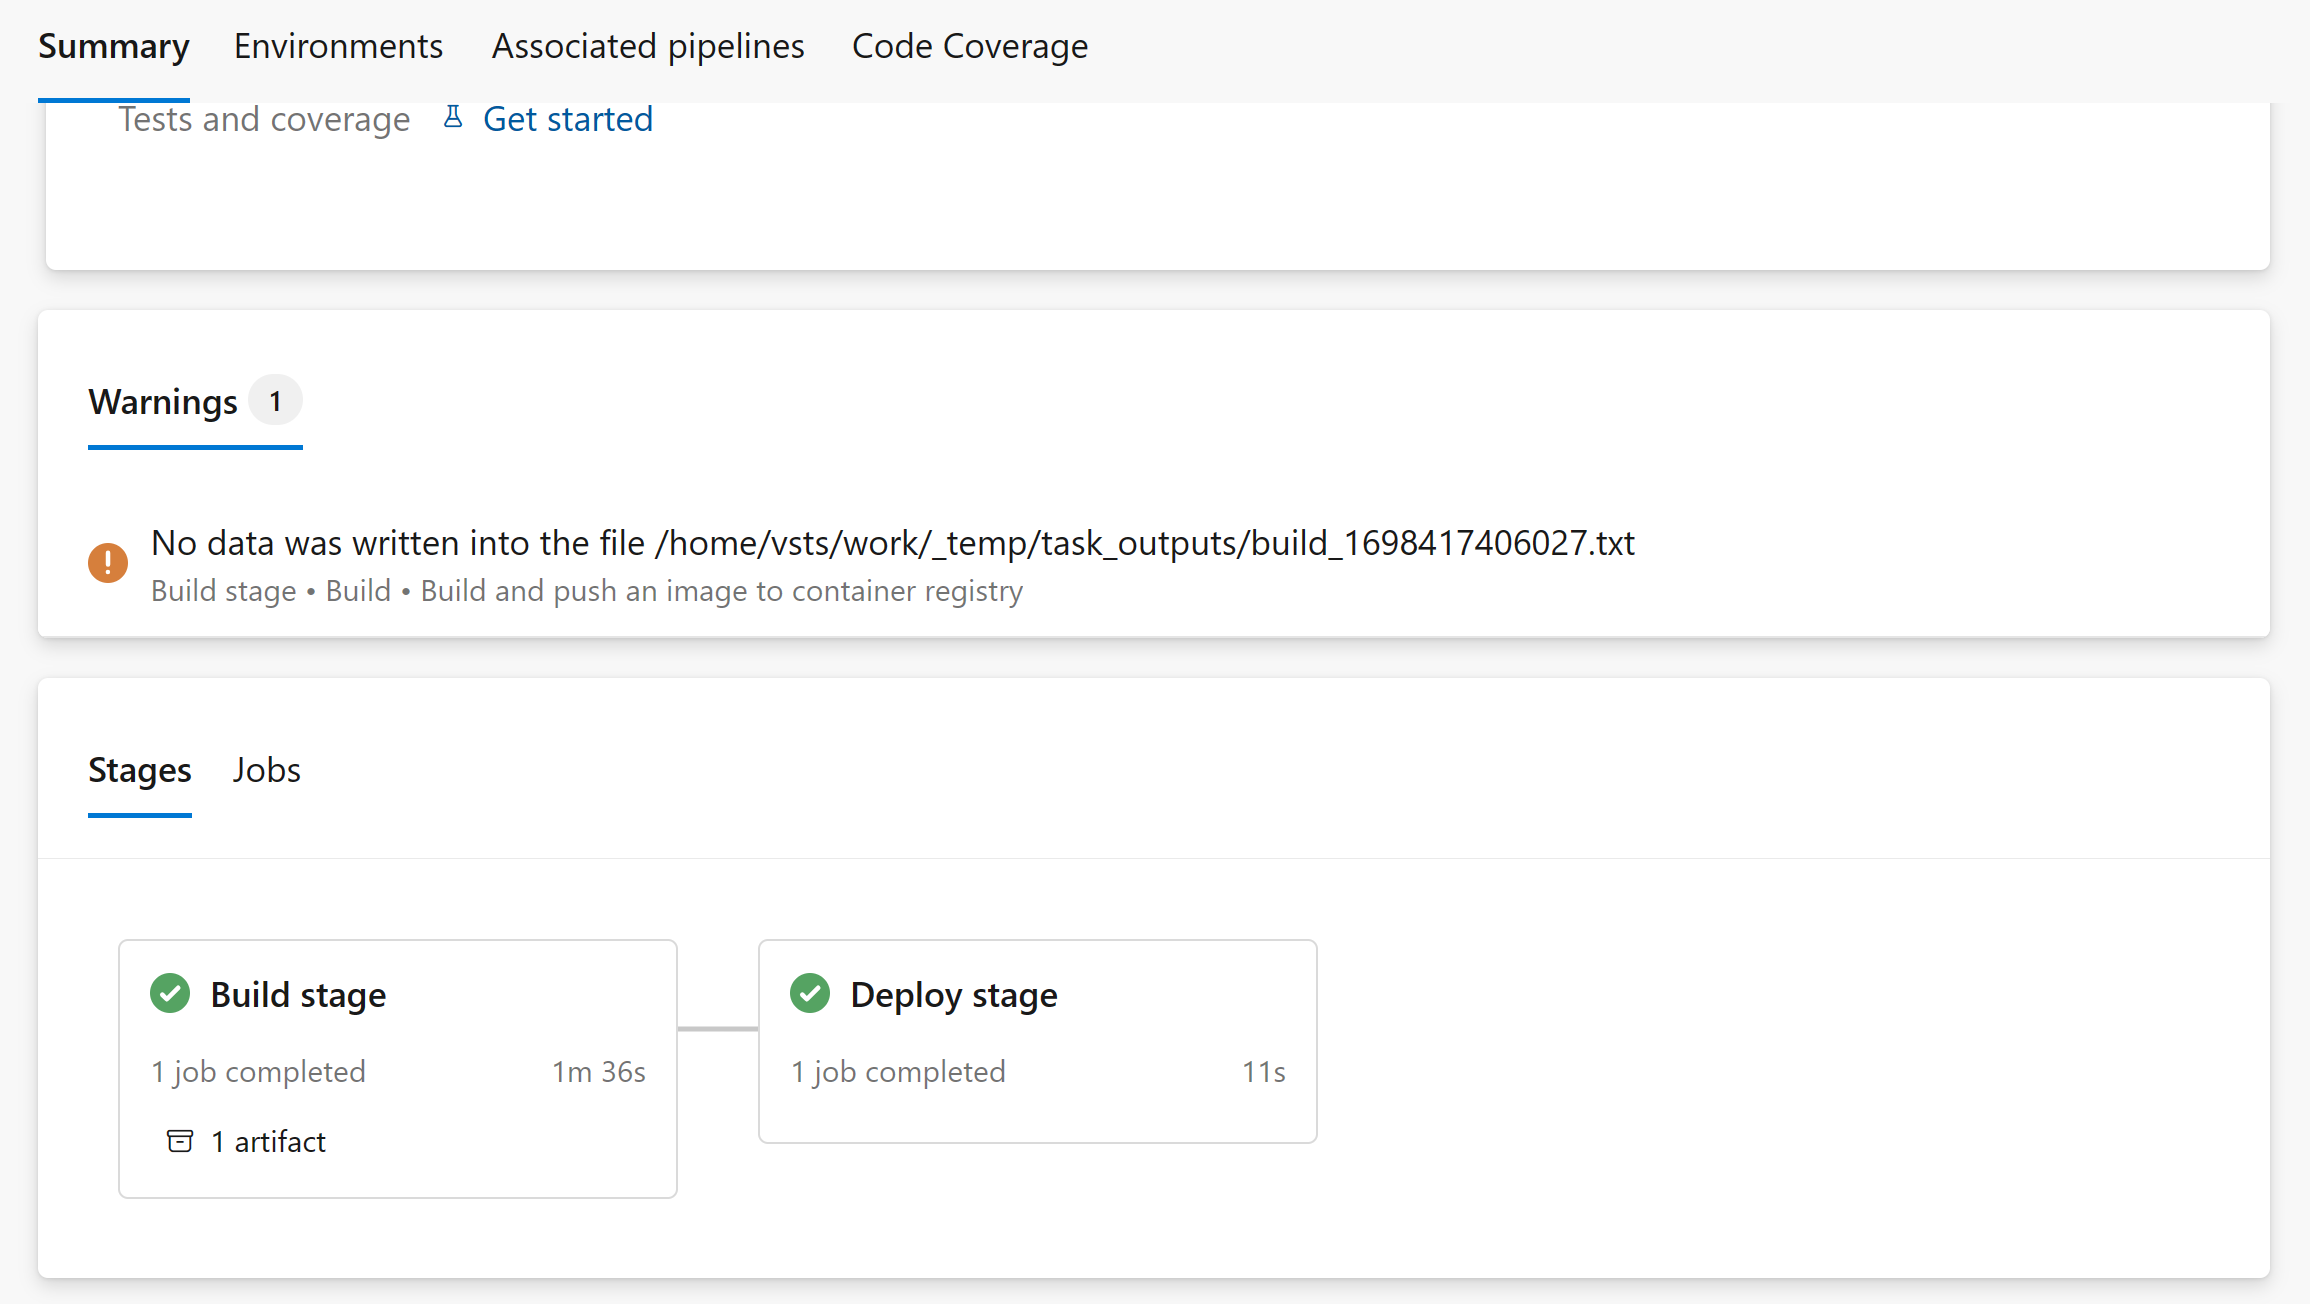 Summary Environments Associated pipelines Code Coverage
Tests and coverage Get started
Warnings 1
No data was written into the file /home/vsts/work/_temp/task_outputs/build_1698417406027.txt
Build stage • Build • Build and push an image to container registry
Stages Jobs
Build stage
1 job completed 1m 36s
1 artifact
Deploy stage
1 job completed 11s